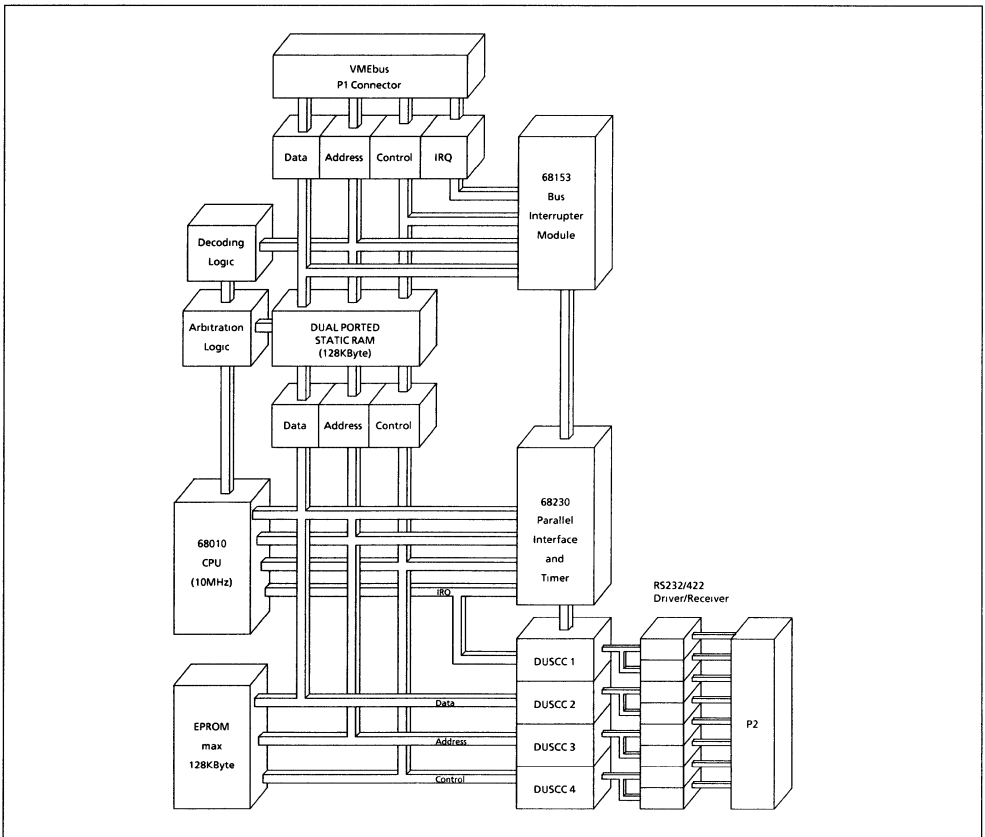 VMEbus
P1 Connector
Data
Address
Control
IRQ
68153
Bus
Interrupter
Module
Decoding
Logic
Arbitration
Logic
DUAL PORTED
STATIC RAM
(128KByte)
Data
Address
Control
68010
CPU
(10MHz)
68230
Parallel
Interface
and
Timer
IRQ
RS232/422
Driver/Receiver
DUSCC 1
DUSCC 2
DUSCC 3
DUSCC 4
P2
EPROM
max
128KByte
Data
Address
Control